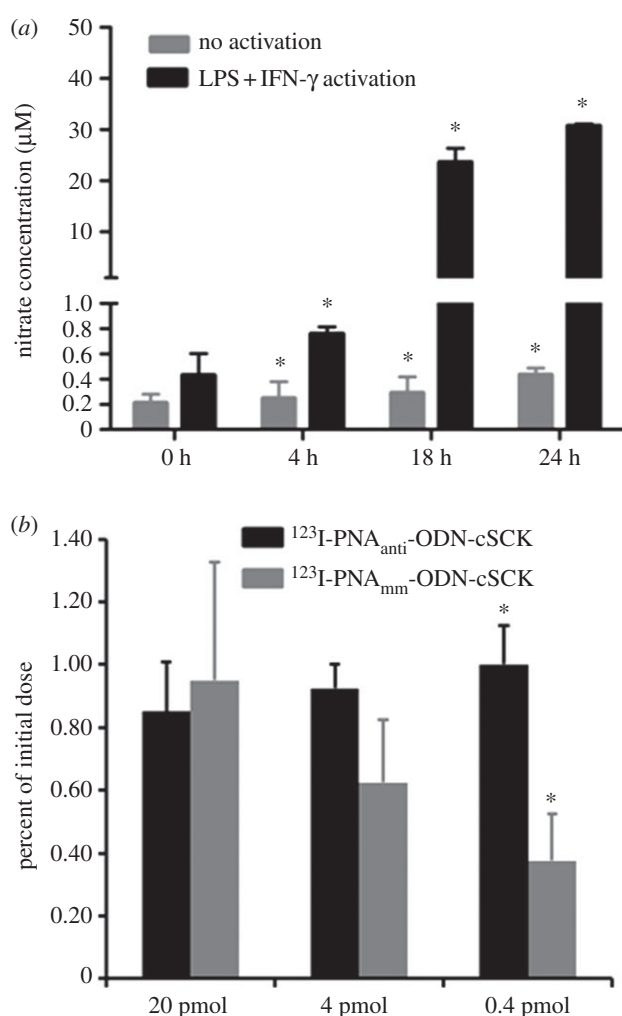 (a)
no activation
LPS + IFN-γ activation
nitrate concentration (µM)
50
40
30
20
10
1.0
0.8
0.6
0.4
0.2
0
* * * * * *
0 h 4 h 18 h 24 h
(b)
¹²³I-PNAanti-ODN-cSCK
¹²³I-PNAmm-ODN-cSCK
percent of initial dose
1.40
1.20
1.00
0.80
0.60
0.40
0.20
0
* *
20 pmol 4 pmol 0.4 pmol